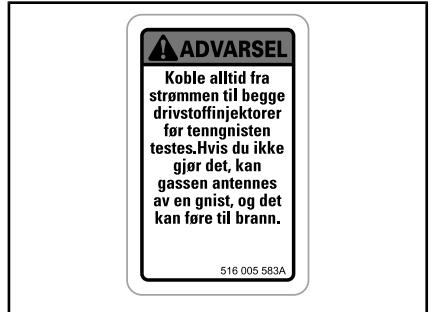 ADVARSEL
Koble alltid fra
strømmen til begge
drivstoffinjektorer
før tenngnisten
testes.Hvis du ikke
gjør det, kan
gassen antennes
av en gnist, og det
kan føre til brann.
516 005 583A